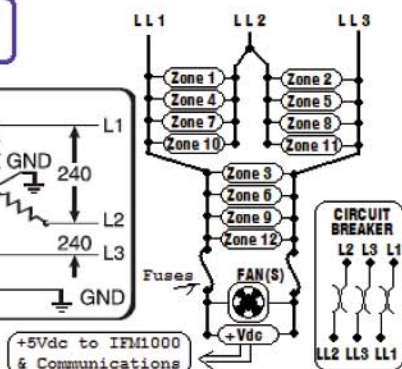 LL1 LL2 LL3
Zone 1 Zone 2
Zone 4 Zone 5
Zone 7 Zone 8
Zone 10 Zone 11
Zone 3
Zone 6
Zone 9
Zone 12
L1
GND
240
L2
240
L3
GND
Fuses
FAN(S)
+Vdc
+5Vdc to IFM1000
& Communications
CIRCUIT
BREAKER
L2 L3 L1
LL2 LL3 LL1